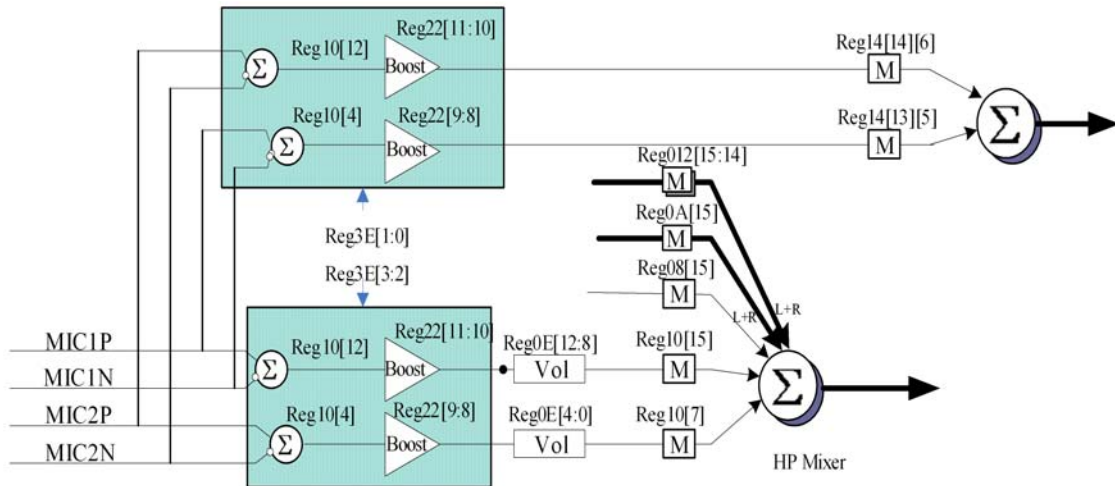 Reg22[11:10]
Reg10[12]
Reg14[14][6]
Σ
Boost
M
Reg10[4]
Reg22[9:8]
Reg14[13][5]
Σ
Σ
Boost
M
Reg012[15:14]
M
Reg0A[15]
Reg3E[1:0]
M
Reg08[15]
Reg3E[3:2]
M
L+R
L+R
Reg22[11:10]
MIC1P
Reg10[12]
Reg0E[12:8]
Reg10[15]
Σ
Boost
Vol
M
MIC1N
Σ
Reg10[4]
Reg22[9:8]
Reg0E[4:0]
Reg10[7]
MIC2P
Σ
Boost
Vol
M
MIC2N
HP Mixer